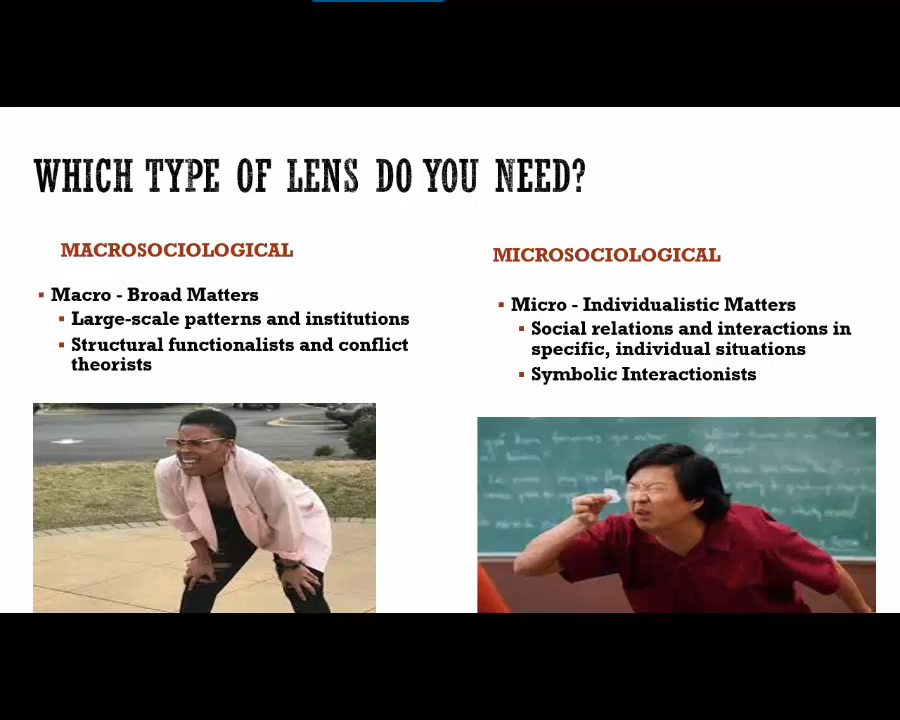 WHICH TYPE OF LENS DO YOU NEED?
MACROSOCIOLOGICAL
▪ Macro - Broad Matters
▪ Large-scale patterns and institutions
▪ Structural functionalists and conflict
theorists
MICROSOCIOLOGICAL
▪ Micro - Individualistic Matters
▪ Social relations and interactions in
specific, individual situations
▪ Symbolic Interactionists